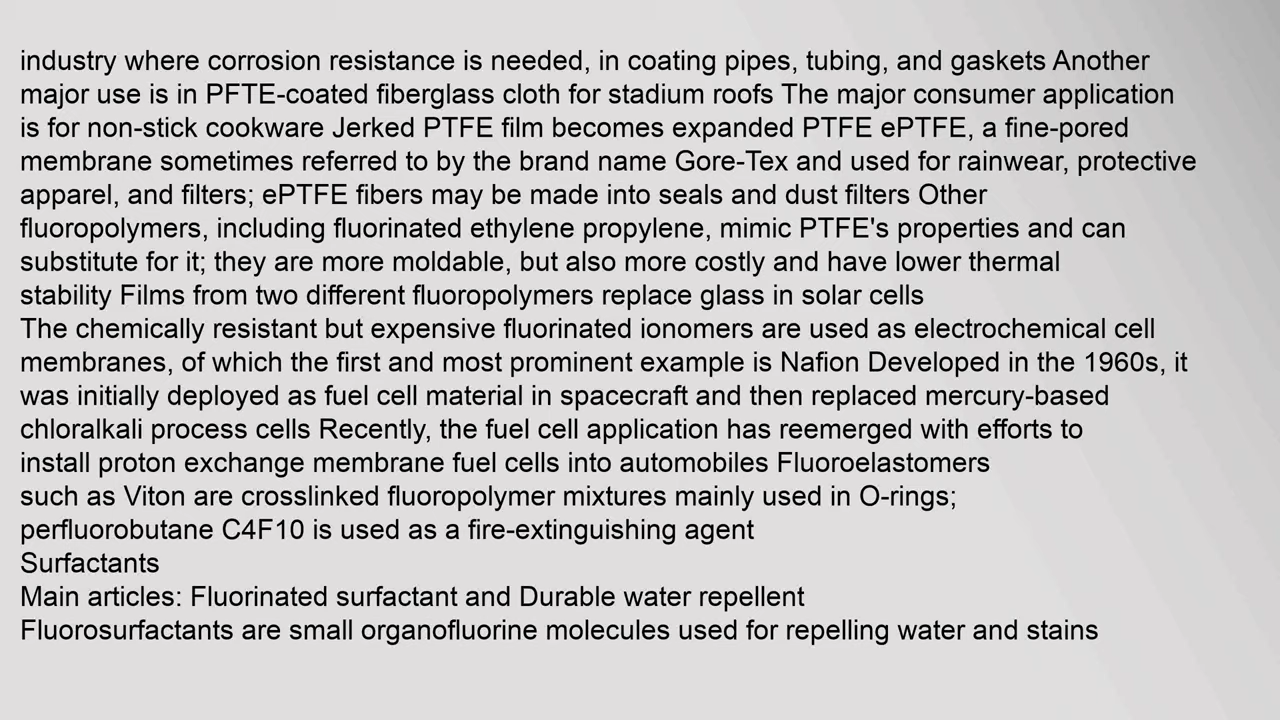 industry where corrosion resistance is needed, in coating pipes, tubing, and gaskets Another
major use is in PFTE-coated fiberglass cloth for stadium roofs The major consumer application
is for non-stick cookware Jerked PTFE film becomes expanded PTFE ePTFE, a fine-pored
membrane sometimes referred to by the brand name Gore-Tex and used for rainwear, protective
apparel, and filters; ePTFE fibers may be made into seals and dust filters Other
fluoropolymers, including fluorinated ethylene propylene, mimic PTFE's properties and can
substitute for it; they are more moldable, but also more costly and have lower thermal
stability Films from two different fluoropolymers replace glass in solar cells
The chemically resistant but expensive fluorinated ionomers are used as electrochemical cell
membranes, of which the first and most prominent example is Nafion Developed in the 1960s, it
was initially deployed as fuel cell material in spacecraft and then replaced mercury-based
chloralkali process cells Recently, the fuel cell application has reemerged with efforts to
install proton exchange membrane fuel cells into automobiles Fluoroelastomers
such as Viton are crosslinked fluoropolymer mixtures mainly used in O-rings;
perfluorobutane C4F10 is used as a fire-extinguishing agent
Surfactants
Main articles: Fluorinated surfactant and Durable water repellent
Fluorosurfactants are small organofluorine molecules used for repelling water and stains